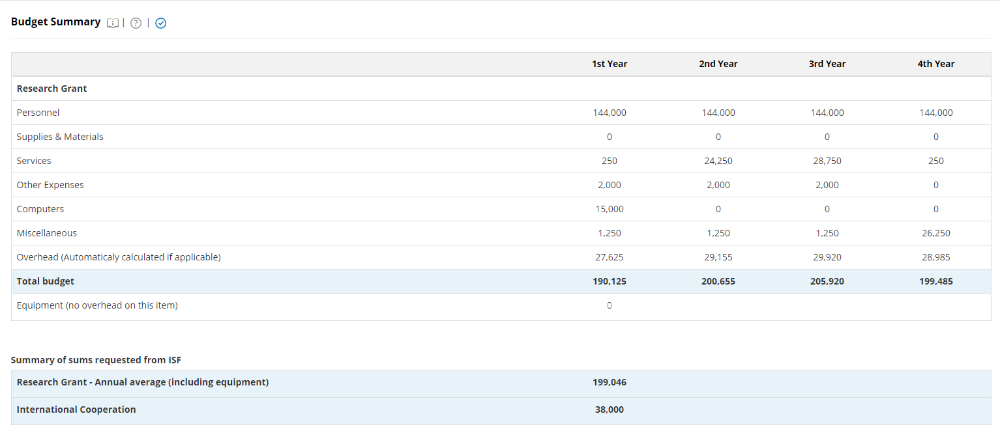 Budget Summary
1st Year 2nd Year 3rd Year 4th Year
Research Grant
Personnel 144,000 144,000 144,000 144,000
Supplies & Materials 0 0 0 0
Services 250 24,250 28,750 250
Other Expenses 2,000 2,000 2,000 0
Computers 15,000 0 0 0
Miscellaneous 1,250 1,250 1,250 26,250
Overhead (Automaticaly calculated if applicable) 27,625 29,155 29,920 28,985
Total budget 190,125 200,655 205,920 199,485
Equipment (no overhead on this item) 0
Summary of sums requested from ISF
Research Grant - Annual average (including equipment) 199,046
International Cooperation 38,000